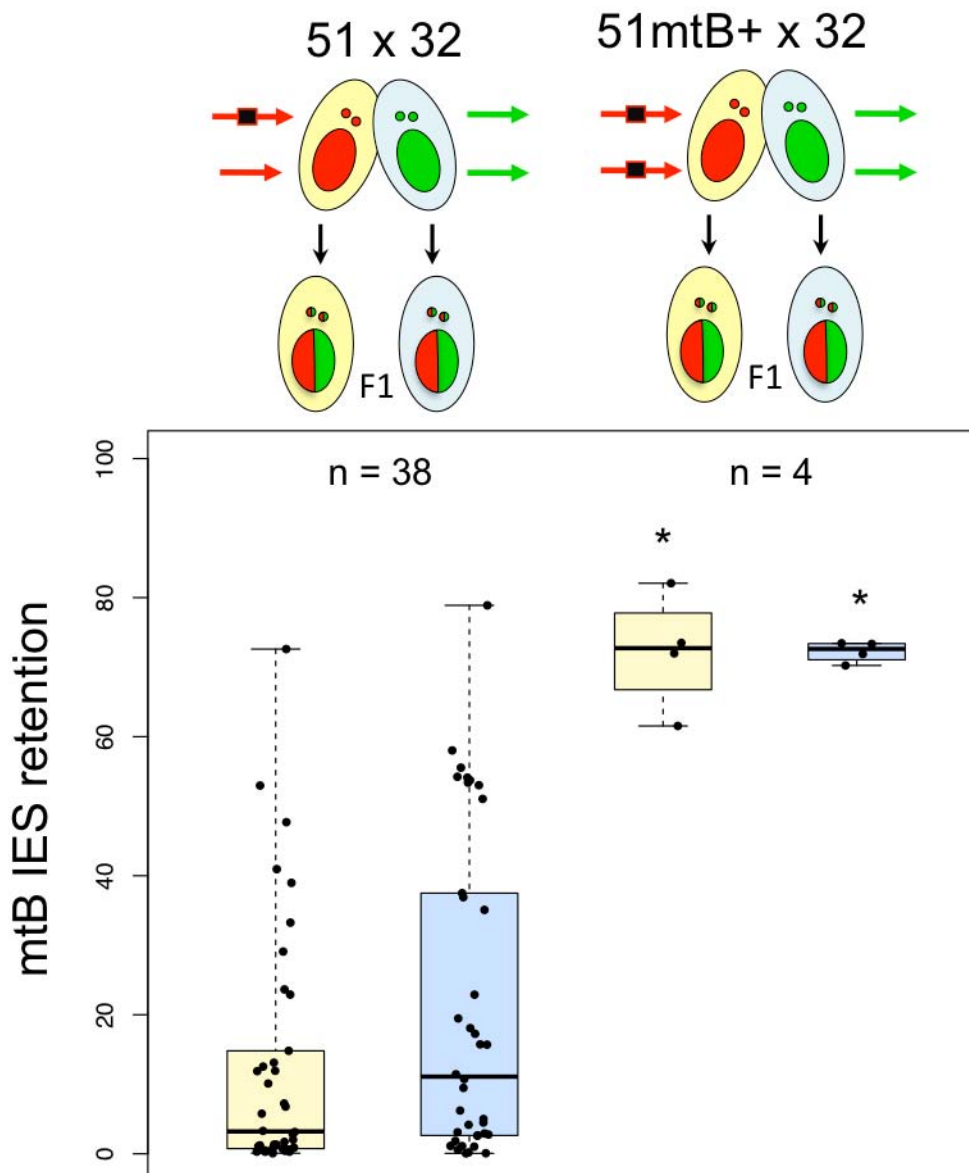 51 x 32
51mtB+ x 32
F1
F1
n = 38
n = 4
*
*
mtB IES retention
100
80
60
40
20
0